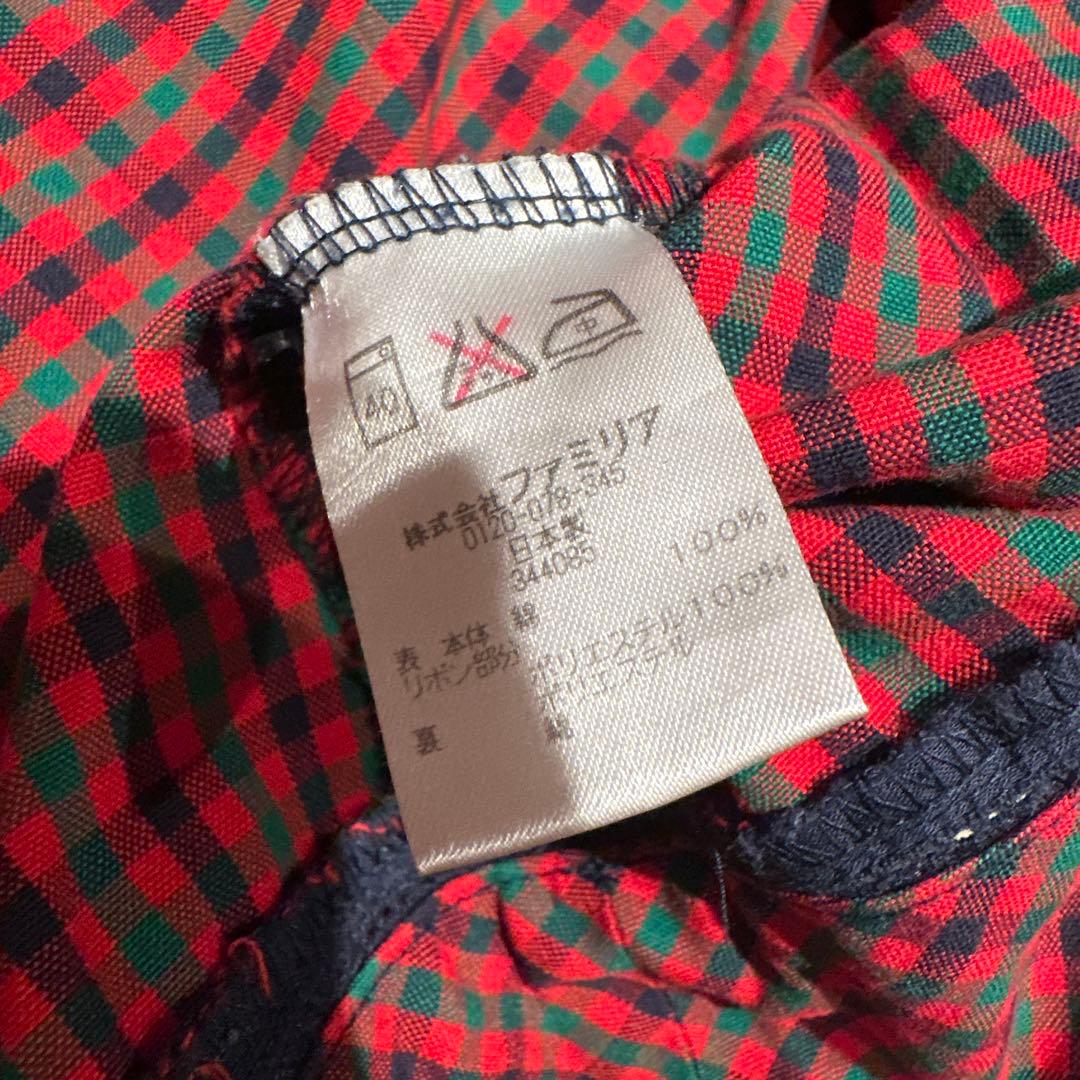 40 中
株式会社ファミリア
0120-078-345
日本製
344085
表 本体 綿 100%
リボン部分 ポリエステル100%
裏 ポリエステル
綿